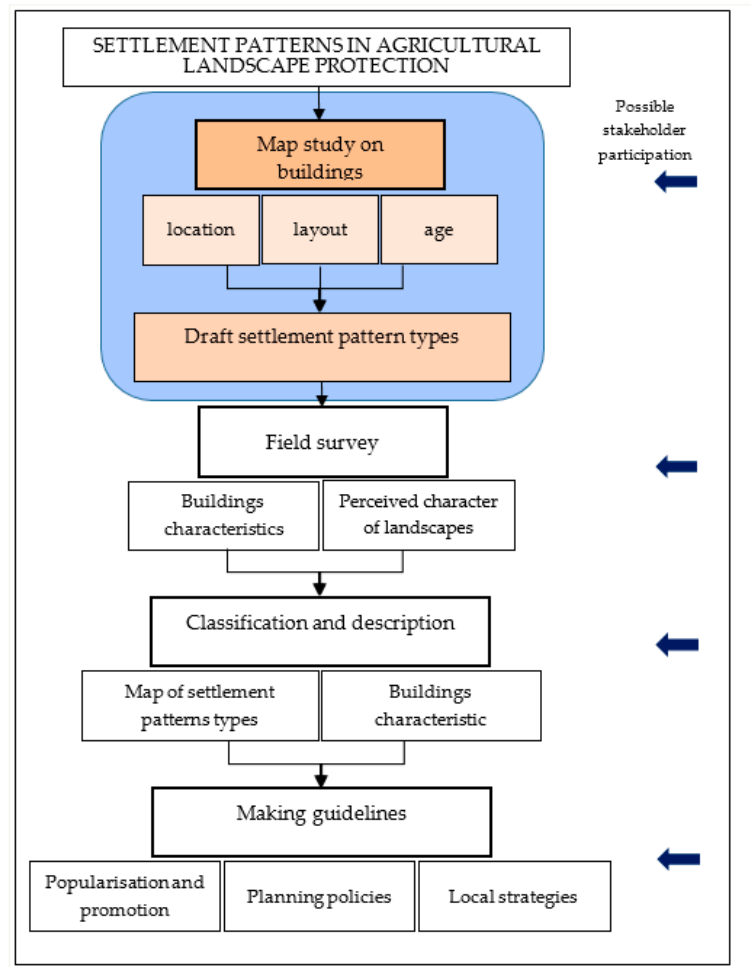 SETTLEMENT PATTERNS IN AGRICULTURAL
LANDSCAPE PROTECTION
Possible
stakeholder
participation
Map study on
buildings
location
layout
age
Draft settlement pattern types
Field survey
Buildings
characteristics
Perceived character
of landscapes
Classification and description
Map of settlement
patterns types
Buildings
characteristic
Making guidelines
Popularisation and
promotion
Planning policies
Local strategies